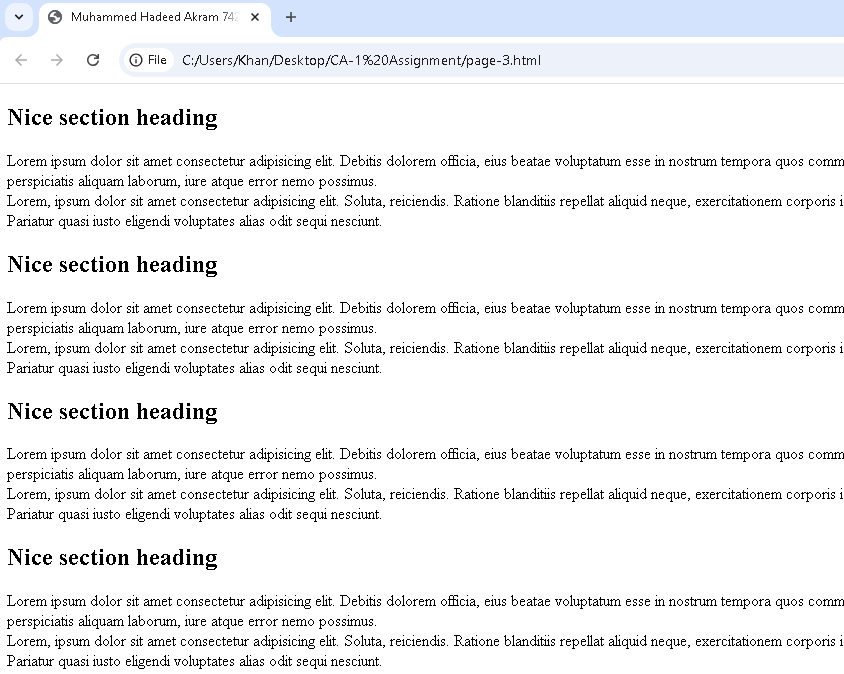 Muhammed Hadeed Akram 742
File C:/Users/Khan/Desktop/CA-1%20Assignment/page-3.html
Nice section heading
Lorem ipsum dolor sit amet consectetur adipisicing elit. Debitis dolorem officia, eius beatae voluptatum esse in nostrum tempora quos comm
perspiciatis aliquam laborum, iure atque error nemo possimus.
Lorem, ipsum dolor sit amet consectetur adipisicing elit. Soluta, reiciendis. Ratione blanditiis repellat aliquid neque, exercitationem corporis i
Pariatur quasi iusto eligendi voluptates alias odit sequi nesciunt.
Nice section heading
Lorem ipsum dolor sit amet consectetur adipisicing elit. Debitis dolorem officia, eius beatae voluptatum esse in nostrum tempora quos comm
perspiciatis aliquam laborum, iure atque error nemo possimus.
Lorem, ipsum dolor sit amet consectetur adipisicing elit. Soluta, reiciendis. Ratione blanditiis repellat aliquid neque, exercitationem corporis i
Pariatur quasi iusto eligendi voluptates alias odit sequi nesciunt.
Nice section heading
Lorem ipsum dolor sit amet consectetur adipisicing elit. Debitis dolorem officia, eius beatae voluptatum esse in nostrum tempora quos comm
perspiciatis aliquam laborum, iure atque error nemo possimus.
Lorem, ipsum dolor sit amet consectetur adipisicing elit. Soluta, reiciendis. Ratione blanditiis repellat aliquid neque, exercitationem corporis i
Pariatur quasi iusto eligendi voluptates alias odit sequi nesciunt.
Nice section heading
Lorem ipsum dolor sit amet consectetur adipisicing elit. Debitis dolorem officia, eius beatae voluptatum esse in nostrum tempora quos comm
perspiciatis aliquam laborum, iure atque error nemo possimus.
Lorem, ipsum dolor sit amet consectetur adipisicing elit. Soluta, reiciendis. Ratione blanditiis repellat aliquid neque, exercitationem corporis i
Pariatur quasi iusto eligendi voluptates alias odit sequi nesciunt.